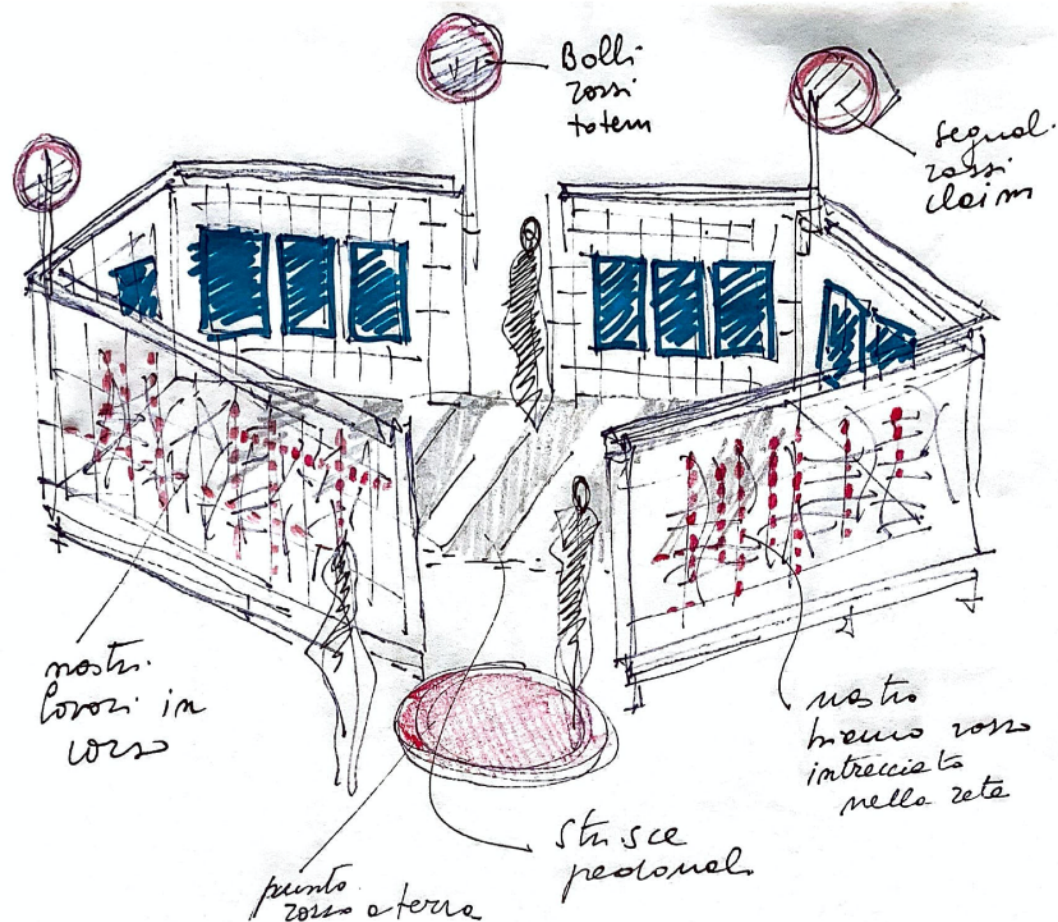 Bolli
rossi
totem
segnal.
rossi
claim
nastri
lavori in
corso
nastro
bianco rosso
intrecciato
nella rete
strisce
pedonali
punto
rosso a terra